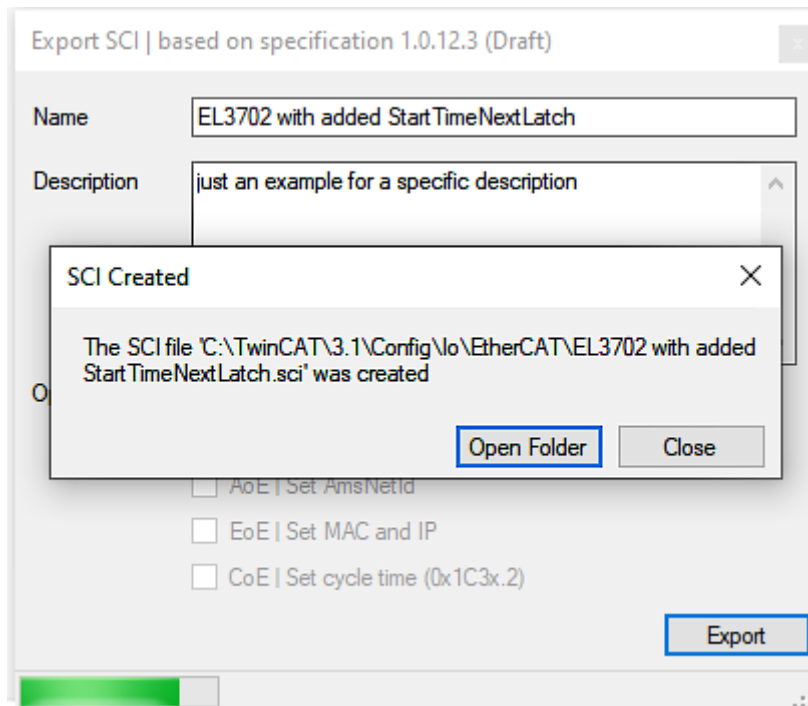 Export SCI | based on specification 1.0.12.3 (Draft)
Name
EL3702 with added StartTimeNextLatch
Description
just an example for a specific description
SCI Created
The SCI file 'C:\TwinCAT\3.1\Config\Io\EtherCAT\EL3702 with added
StartTimeNextLatch.sci' was created
Open Folder
Close
AoE | Set AmsNetId
EoE | Set MAC and IP
CoE | Set cycle time (0x1C3x.2)
Export